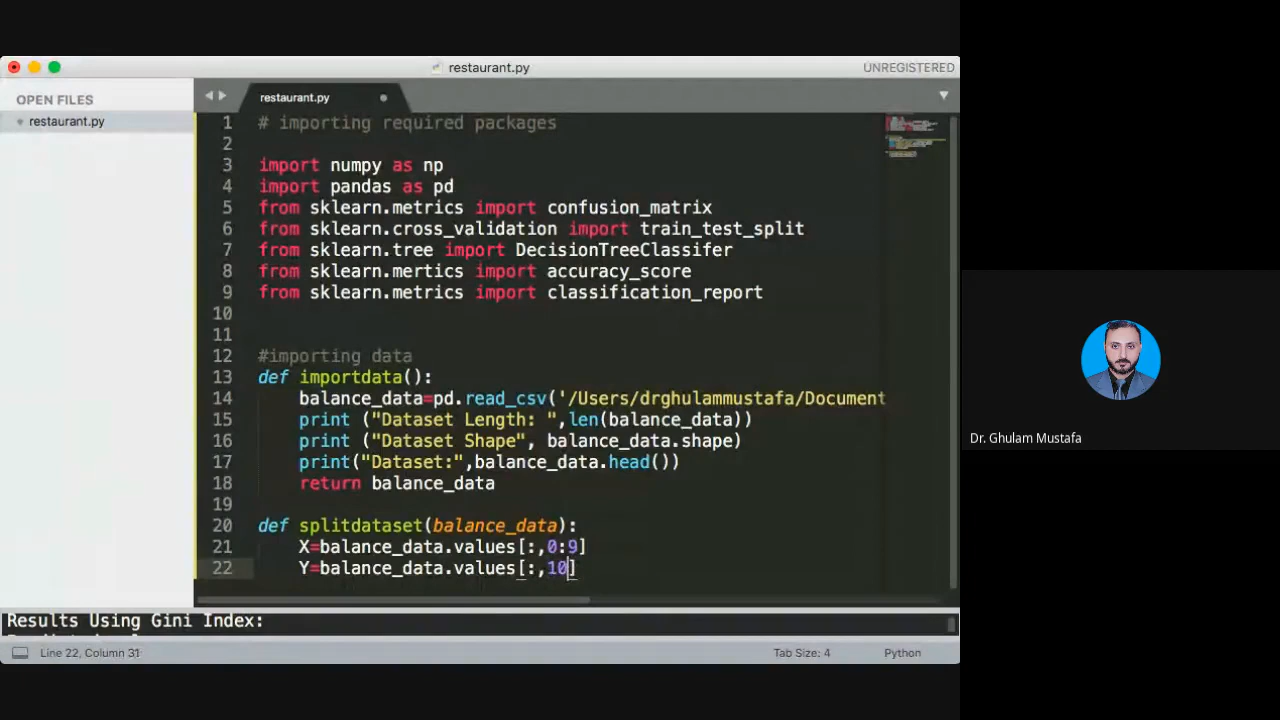 restaurant.py
UNREGISTERED
OPEN FILES
restaurant.py
restaurant.py
1 # importing required packages
2
3 import numpy as np
4 import pandas as pd
5 from sklearn.metrics import confusion_matrix
6 from sklearn.cross_validation import train_test_split
7 from sklearn.tree import DecisionTreeClassifer
8 from sklearn.mertics import accuracy_score
9 from sklearn.metrics import classification_report
10
11
12 #importing data
13 def importdata():
14 balance_data=pd.read_csv('/Users/drghulammustafa/Document
15 print ("Dataset Length: ",len(balance_data))
16 print ("Dataset Shape", balance_data.shape)
17 print("Dataset:",balance_data.head())
18 return balance_data
19
20 def splitdataset(balance_data):
21 X=balance_data.values[:,0:9]
22 Y=balance_data.values[:,10]
Results Using Gini Index:
Line 22, Column 31
Tab Size: 4
Python
Dr. Ghulam Mustafa